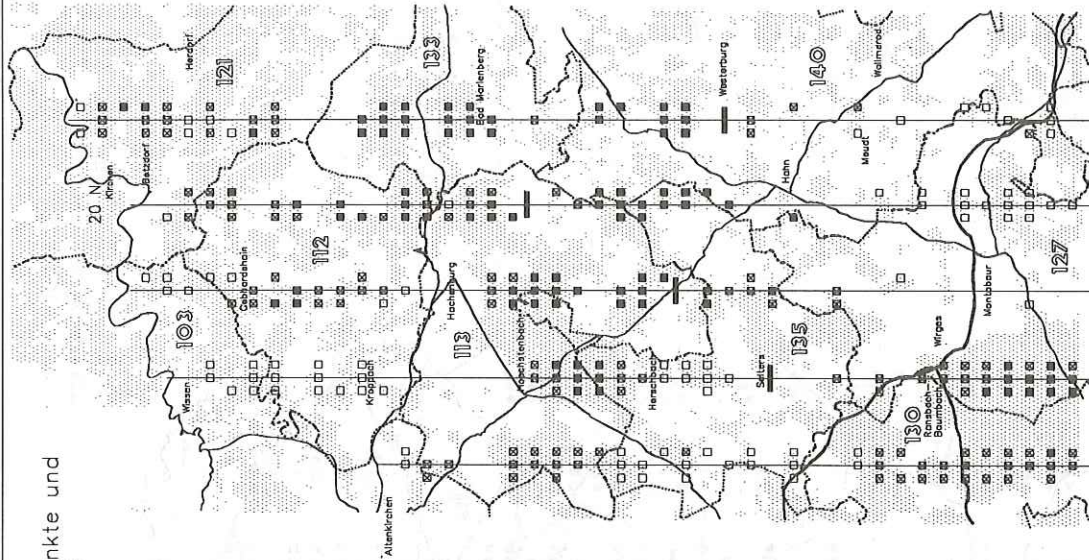 nkte und
20 N
Kirchen
Betzdorf
Herdorf
121
103
Wissen
Gebhardshain
112
133
Bad Marienberg
Kroppach
Hachenburg
113
Altenkirchen
Hoechstenbach
Herschbach
Westerburg
140
Wallmerod
Hahn
Meudt
Selters
135
Wirges
130
Ransbach-
Baumbach
Montabaur
127